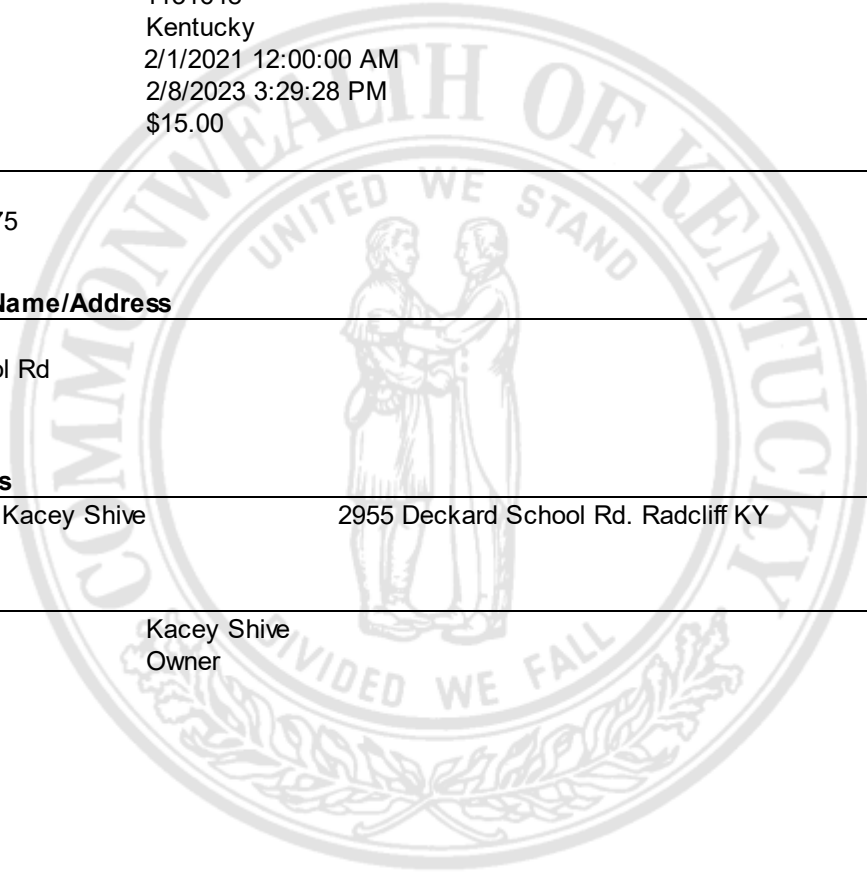 Kentucky
2/1/2021 12:00:00 AM
2/8/2023 3:29:28 PM
$15.00
Name/Address
ol Rd
s
Kacey Shive 2955 Deckard School Rd. Radcliff KY
Kacey Shive
Owner
COMMONWEALTH OF KENTUCKY
UNITED WE STAND
DIVIDED WE FALL